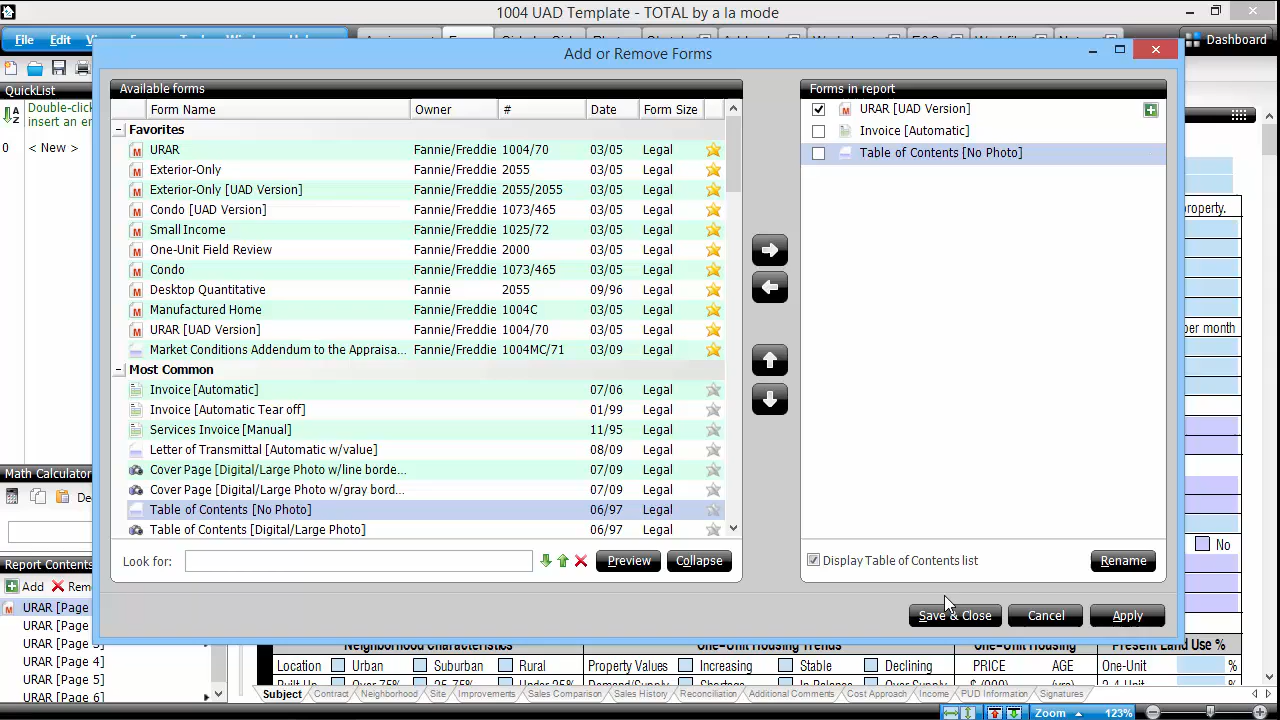 1004 UAD Template - TOTAL by a la mode
File Edit
Dashboard
Add or Remove Forms
QuickList
Double-click
insert an en
0 < New >
Available forms
Form Name Owner # Date Form Size
Favorites
URAR Fannie/Freddie 1004/70 03/05 Legal
Exterior-Only Fannie/Freddie 2055 03/05 Legal
Exterior-Only [UAD Version] Fannie/Freddie 2055/2055 03/05 Legal
Condo [UAD Version] Fannie/Freddie 1073/465 03/05 Legal
Small Income Fannie/Freddie 1025/72 03/05 Legal
One-Unit Field Review Fannie/Freddie 2000 03/05 Legal
Condo Fannie/Freddie 1073/465 03/05 Legal
Desktop Quantitative Fannie 2055 09/96 Legal
Manufactured Home Fannie/Freddie 1004C 03/05 Legal
URAR [UAD Version] Fannie/Freddie 1004/70 03/05 Legal
Market Conditions Addendum to the Appraisa... Fannie/Freddie 1004MC/71 03/09 Legal
Most Common
Invoice [Automatic] 07/06 Legal
Invoice [Automatic Tear off] 01/99 Legal
Services Invoice [Manual] 11/95 Legal
Letter of Transmittal [Automatic w/value] 08/09 Legal
Cover Page [Digital/Large Photo w/line borde... 07/09 Legal
Cover Page [Digital/Large Photo w/gray bord... 07/09 Legal
Table of Contents [No Photo] 06/97 Legal
Table of Contents [Digital/Large Photo] 06/97 Legal
Look for: Preview Collapse
Forms in report
URAR [UAD Version]
Invoice [Automatic]
Table of Contents [No Photo]
Display Table of Contents list Rename
Save & Close Cancel Apply
property.
per month
No
Math Calculator
De
Report Contents
Add Rem
URAR [Page
URAR [Page
URAR [Page
URAR [Page 4]
URAR [Page 5]
URAR [Page 6]
Neighborhood Characteristics One-Unit Housing Trends One-Unit Housing Present Land Use %
Location Urban Suburban Rural Property Values Increasing Stable Declining PRICE AGE One-Unit %
Subject Contract Neighborhood Site Improvements Sales Comparison Sales History Reconciliation Additional Comments Cost Approach Income PUD Information Signatures
Zoom 123%